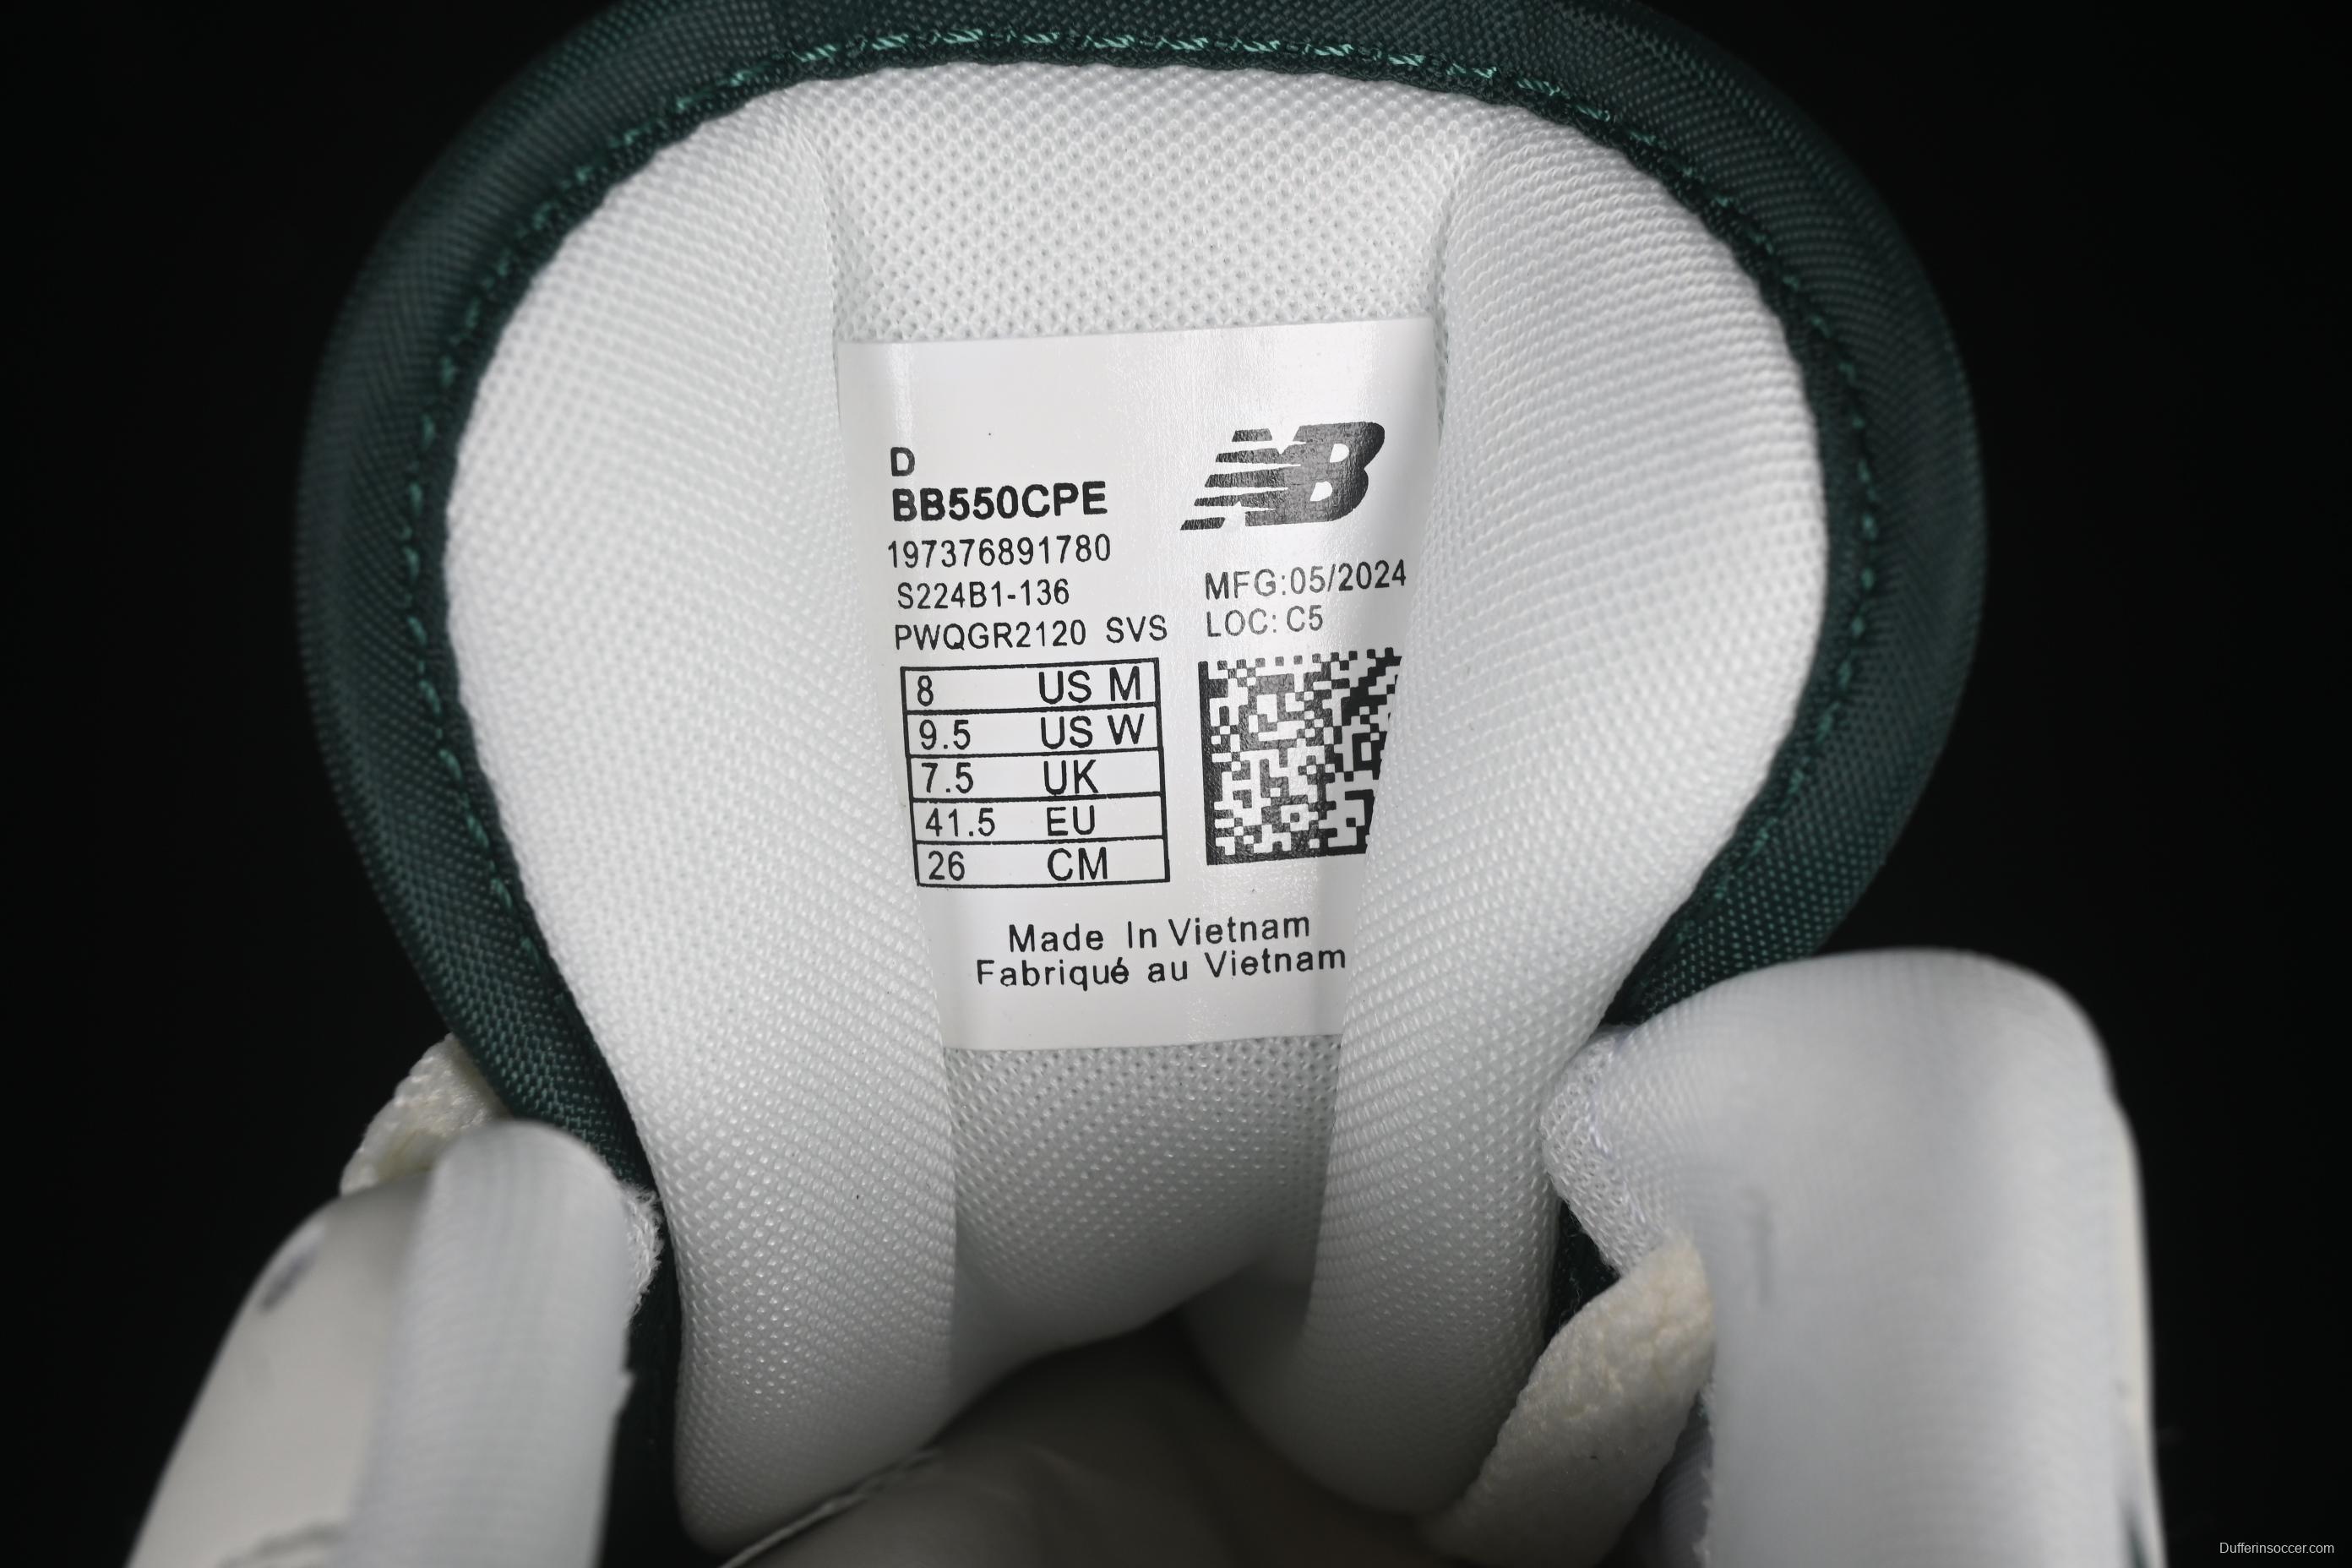 D
BB550CPE
197376891780
S224B1-136
PWQGR2120 SVS
NB
MFG:05/2024
LOC: C5
8 US M
9.5 US W
7.5 UK
41.5 EU
26 CM
Made In Vietnam
Fabriqué au Vietnam
Dufferinsoccer.com